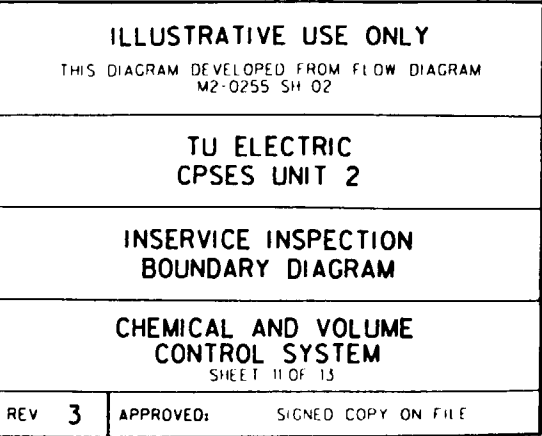 ILLUSTRATIVE USE ONLY
THIS DIAGRAM DEVELOPED FROM FLOW DIAGRAM
M2-0255 SH 02
TU ELECTRIC
CPSES UNIT 2
INSERVICE INSPECTION
BOUNDARY DIAGRAM
CHEMICAL AND VOLUME
CONTROL SYSTEM
SHEET 11 OF 13
REV 3 APPROVED: SIGNED COPY ON FILE